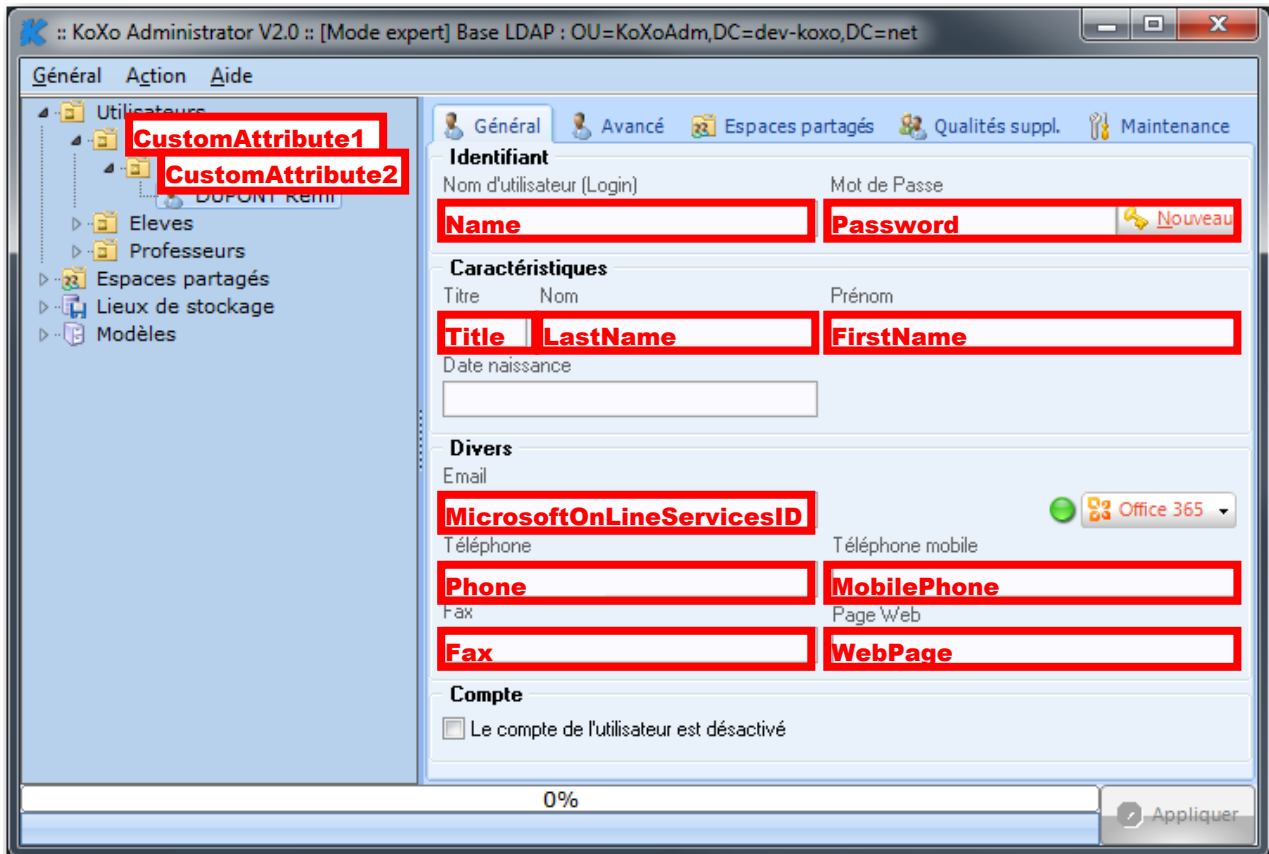 :: KoXo Administrator V2.0 :: [Mode expert] Base LDAP : OU=KoXoAdm,DC=dev-koxo,DC=net
Général Action Aide
Utilisateurs
CustomAttribute1
CustomAttribute2
DUPONT Rémi
Eleves
Professeurs
Espaces partagés
Lieux de stockage
Modèles
Général Avancé Espaces partagés Qualités suppl. Maintenance
Identifiant
Nom d'utilisateur (Login) Mot de Passe
Name Password Nouveau
Caractéristiques
Titre Nom Prénom
Title LastName FirstName
Date naissance
Divers
Email
MicrosoftOnLineServicesID Office 365
Téléphone Téléphone mobile
Phone MobilePhone
Fax Page Web
Fax WebPage
Compte
Le compte de l'utilisateur est désactivé
0%
Appliquer